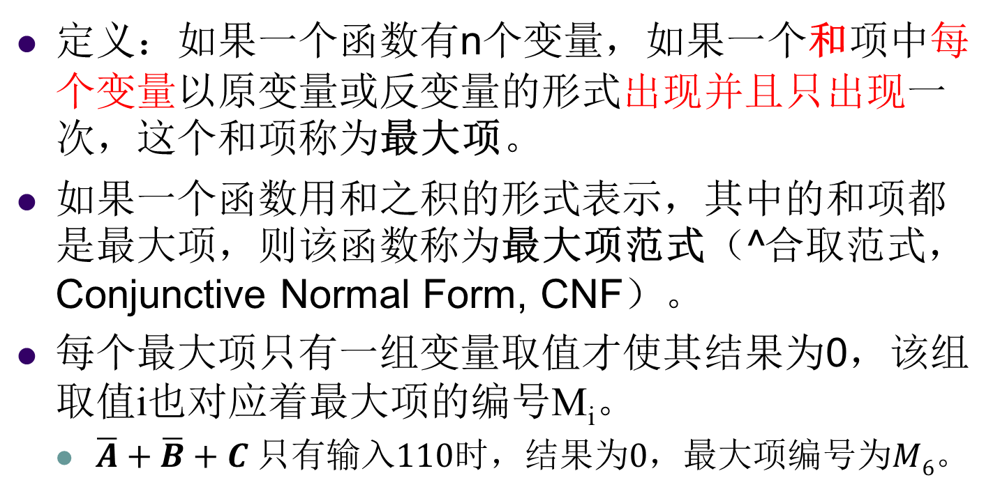 ● 定义：如果一个函数有n个变量，如果一个和项中每
个变量以原变量或反变量的形式出现并且只出现一
次，这个和项称为最大项。
● 如果一个函数用和之积的形式表示，其中的和项都
是最大项，则该函数称为最大项范式（^合取范式，
Conjunctive Normal Form, CNF）。
● 每个最大项只有一组变量取值才使其结果为0，该组
取值i也对应着最大项的编号Mᵢ。
● A̅ + B̅ + C 只有输入110时，结果为0，最大项编号为M₆。